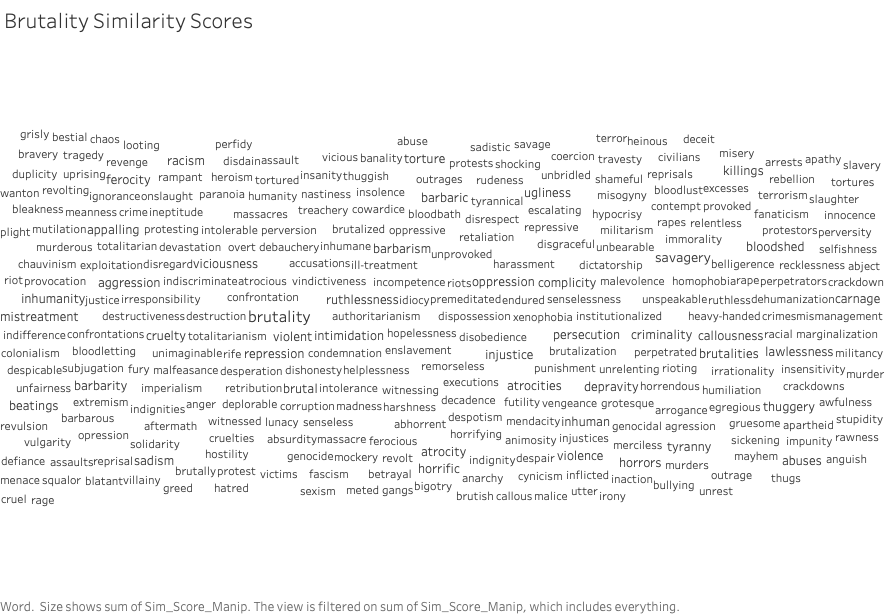 Brutality Similarity Scores
grisly bestial chaos looting perfidy abuse sadistic savage terror heinous deceit
bravery tragedy revenge racism disdain assault vicious banality torture protests shocking coercion travesty civilians misery arrests apathy slavery
duplicity uprising ferocity rampant heroism tortured insanity thuggish outrages rudeness unbridled shameful reprisals killings rebellion tortures
wanton revolting ignorance onslaught paranoia humanity nastiness insolence barbaric tyrannical ugliness misogyny bloodlust excesses terrorism slaughter
bleakness meanness crime ineptitude massacres treachery cowardice bloodbath disrespect escalating hypocrisy contempt provoked fanaticism innocence
plight mutilation appalling protesting intolerable perversion brutalized oppressive retaliation repressive militarism rapes relentless protestors perversity
murderous totalitarian devastation overt debauchery inhumane barbarism unprovoked disgraceful unbearable immorality bloodshed selfishness
chauvinism exploitation disregard viciousness accusations ill-treatment harassment dictatorship savagery belligerence recklessness abject
riot provocation aggression indiscriminate atrocious vindictiveness incompetence riots oppression complicity malevolence homophobia rape perpetrators crackdown
inhumanity justice irresponsibility confrontation ruthlessness idiocy premeditated endured senselessness unspeakable ruthless dehumanization carnage
mistreatment destructiveness destruction brutality authoritarianism dispossession xenophobia institutionalized heavy-handed crimes mismanagement
indifference confrontations cruelty totalitarianism violent intimidation hopelessness disobedience persecution criminality callousness racial marginalization
colonialism bloodletting unimaginable rife repression condemnation enslavement injustice brutalization perpetrated brutalities lawlessness militancy
despicable subjugation fury malfeasance desperation dishonesty helplessness remorseless punishment unrelenting rioting irrationality insensitivity murder
unfairness barbarity imperialism retribution brutal intolerance witnessing executions atrocities depravity horrendous humiliation crackdowns
beatings extremism indignities anger deplorable corruption madness harshness decadence futility vengeance grotesque arrogance egregious thuggery awfulness
revulsion barbarous aftermath witnessed lunacy senseless abhorrent despotism mendacity inhuman genocidal agression gruesome apartheid stupidity
vulgarity opression solidarity cruelties absurdity massacre ferocious horrifying animosity injustices merciless tyranny sickening impunity rawness
defiance assaults reprisal sadism hostility genocide mockery revolt atrocity indignity despair violence horrors murders mayhem abuses anguish
menace squalor blatant villainy brutally protest victims fascism betrayal horrific anarchy cynicism inflicted inaction bullying outrage thugs
greed hatred sexism meted gangs bigotry brutish callous malice utter irony unrest
cruel rage
Word. Size shows sum of Sim_Score_Manip. The view is filtered on sum of Sim_Score_Manip, which includes everything.